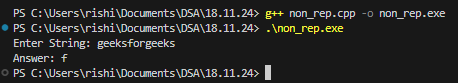 PS C:\Users\rishi\Documents\DSA\18.11.24> g++ non_rep.cpp -o non_rep.exe
PS C:\Users\rishi\Documents\DSA\18.11.24> .\non_rep.exe
Enter String: geeksforgeeks
Answer: f
PS C:\Users\rishi\Documents\DSA\18.11.24>